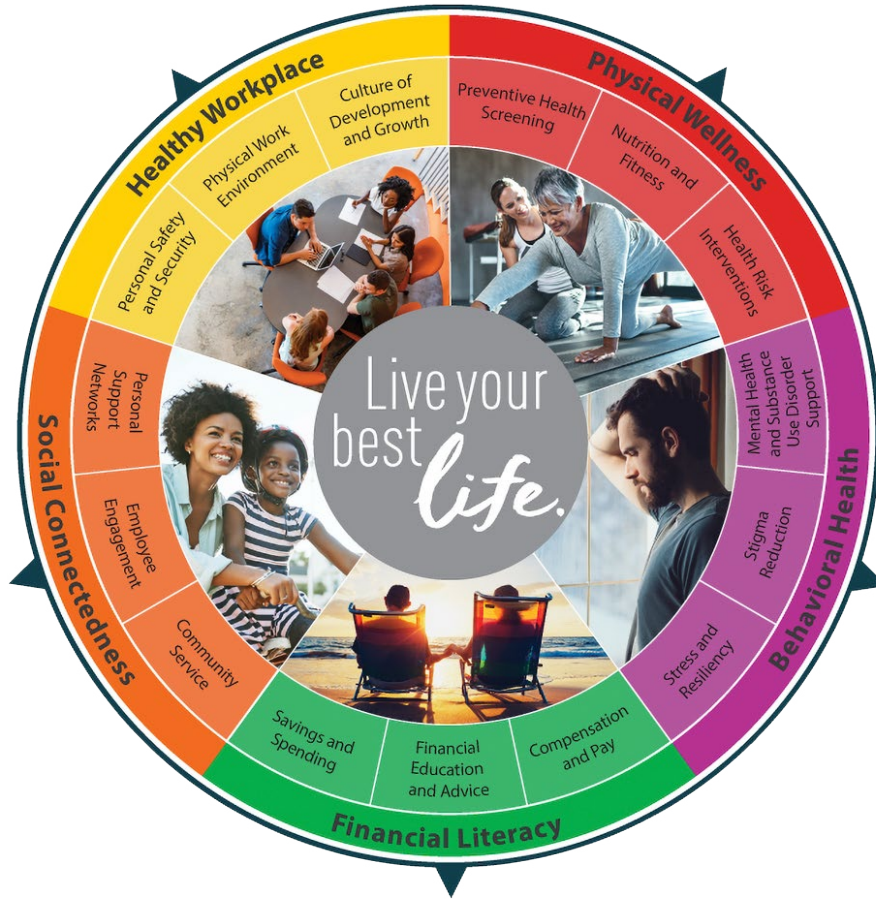 Live your
best
life.
Healthy Workplace
Personal Safety
and Security
Physical Work
Environment
Culture of
Development
and Growth
Physical Wellness
Preventive Health
Screening
Nutrition and
Fitness
Health Risk
Interventions
Behavioral Health
Mental Health
and Substance
Use Disorder
Support
Stigma
Reduction
Stress and
Resiliency
Financial Literacy
Compensation
and Pay
Financial
Education
and Advice
Savings and
Spending
Social Connectedness
Community
Service
Employee
Engagement
Personal
Support
Networks